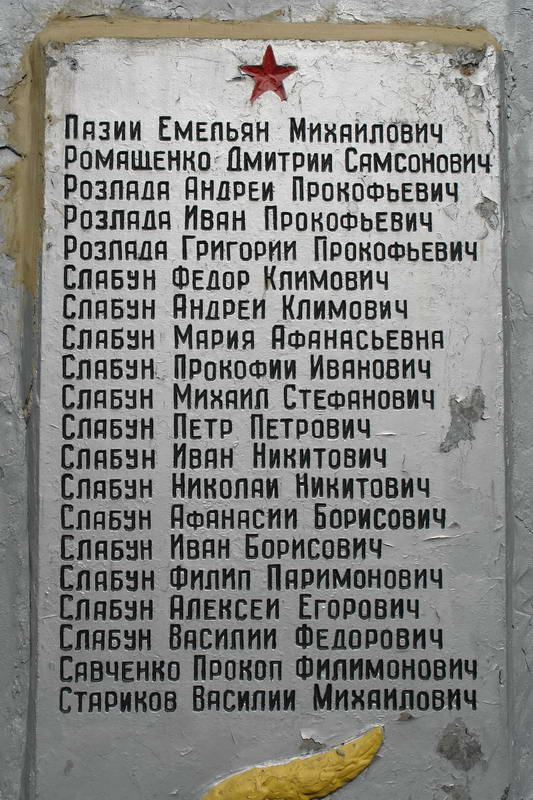 Пазии Емельян Михаилович
Ромащенко Дмитрии Самсонович
Розлада Андреи Прокофьевич
Розлада Иван Прокофьевич
Розлада Григории Прокофьевич
Слабун Федор Климович
Слабун Андреи Климович
Слабун Мария Афанасьевна
Слабун Прокофии Иванович
Слабун Михаил Стефанович
Слабун Петр Петрович
Слабун Иван Никитович
Слабун Николаи Никитович
Слабун Афанасии Борисович
Слабун Иван Борисович
Слабун Филип Паримонович
Слабун Алексеи Егорович
Слабун Василии Федорович
Савченко Прокоп Филимонович
Стариков Василии Михаилович